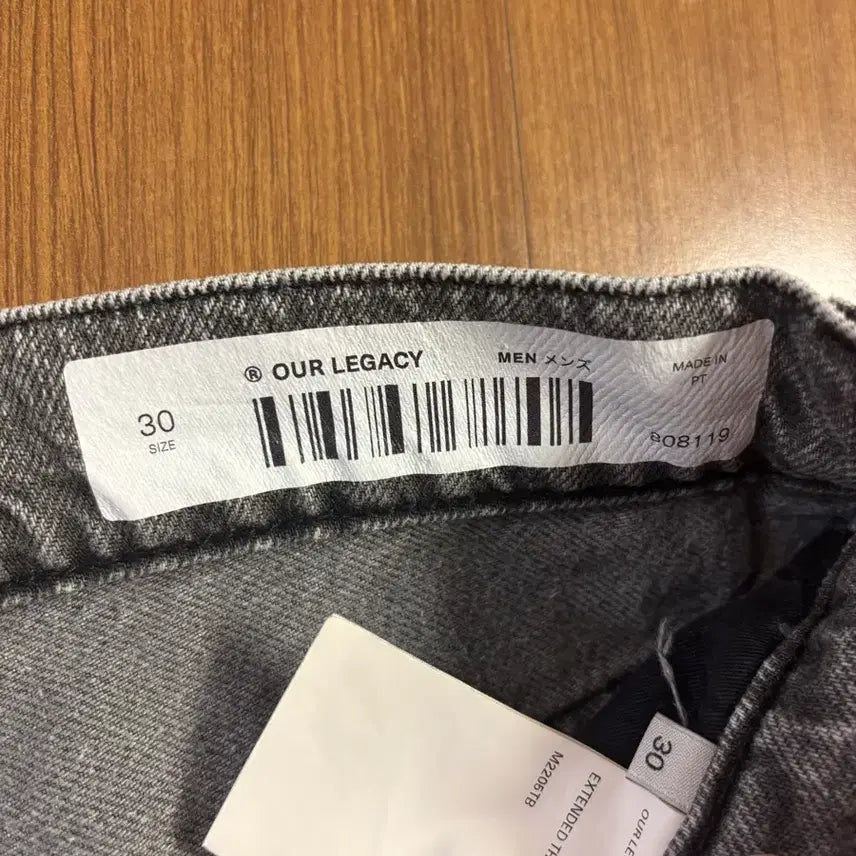 ® OUR LEGACY
MEN メンズ
MADE IN
PT
30
SIZE
808119
30
OUR LE
EXTENDED TH
M2205TB